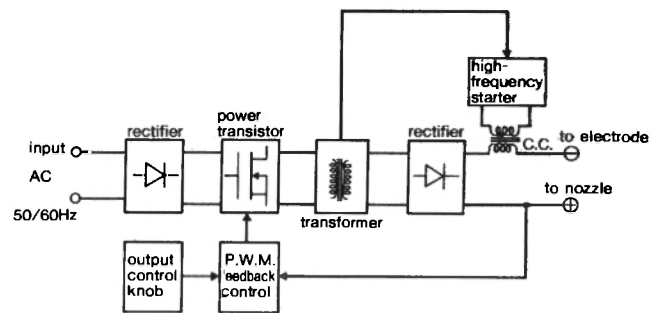 high-
frequency
starter
power
transistor
rectifier
rectifier
C.C.
to electrode
input
AC
50/60Hz
to nozzle
transformer
output
control
knob
P.W.M.
feedback
control